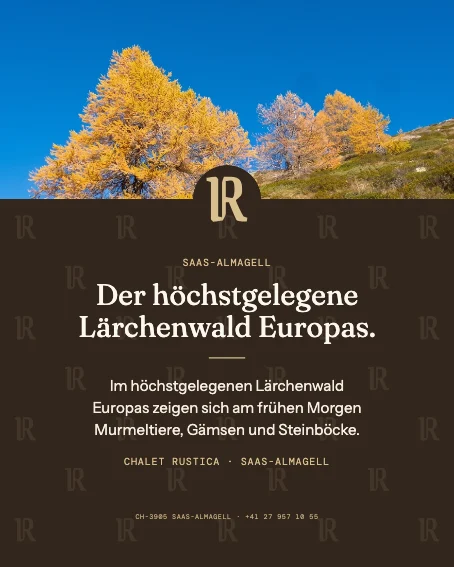 R
SAAS-ALMAGELL
Der höchstgelegene
Lärchenwald Europas.
Im höchstgelegenen Lärchenwald
Europas zeigen sich am frühen Morgen
Murmeltiere, Gämsen und Steinböcke.
CHALET RUSTICA · SAAS-ALMAGELL
CH-3905 SAAS-ALMAGELL · +41 27 957 10 55